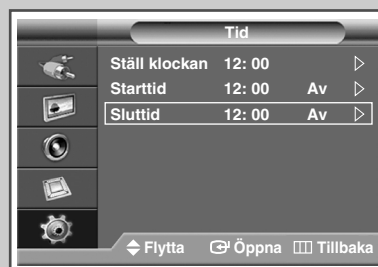 Tid
Ställ klockan 12: 00
Starttid 12: 00 Av
Sluttid 12: 00 Av
Flytta Öppna Tillbaka